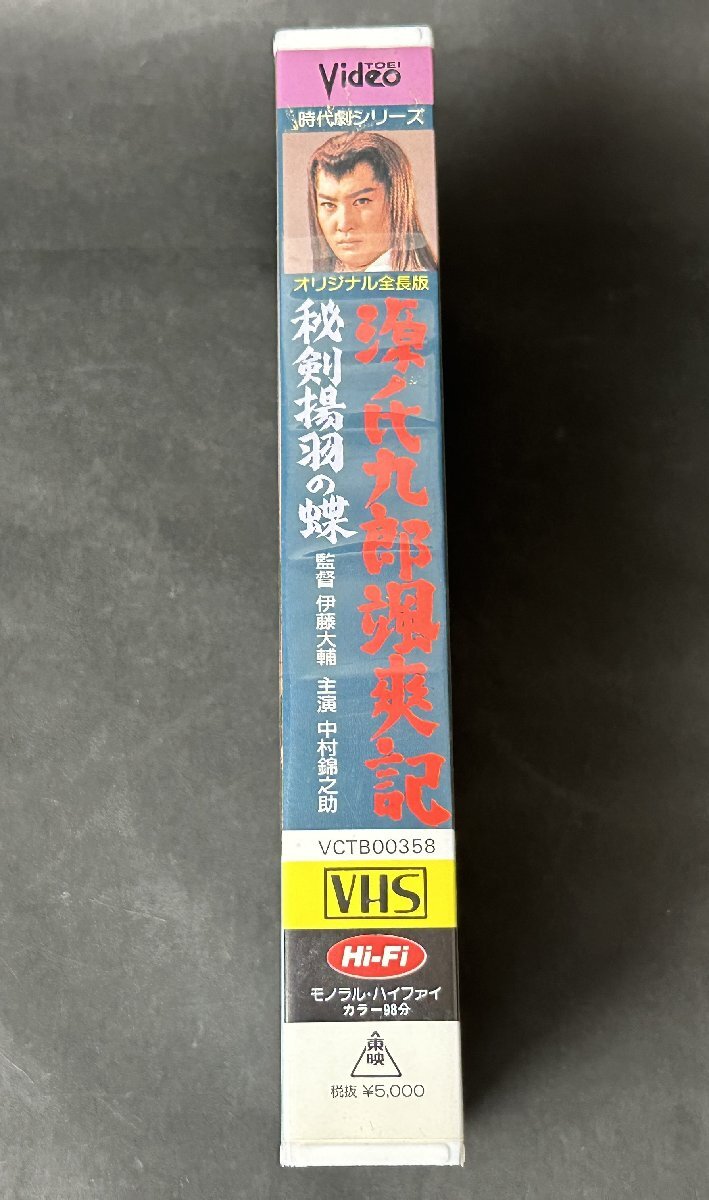 TOEI
Video
時代劇シリーズ
オリジナル全長版
源ノ氏九郎颯爽記
秘剣揚羽の蝶
監督 伊藤大輔 主演 中村錦之助
VCTB00358
VHS
Hi-Fi
モノラル・ハイファイ
カラー98分
東映
税抜 ¥5,000